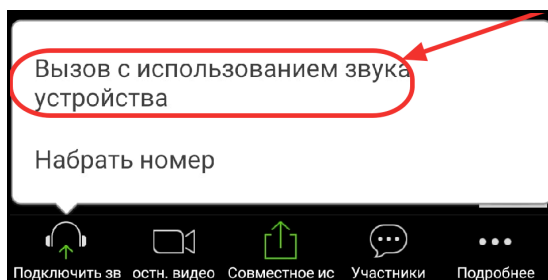 Вызов с использованием звука
устройства
Набрать номер
Подключить зв остн. видео Совместное ис Участники Подробнее